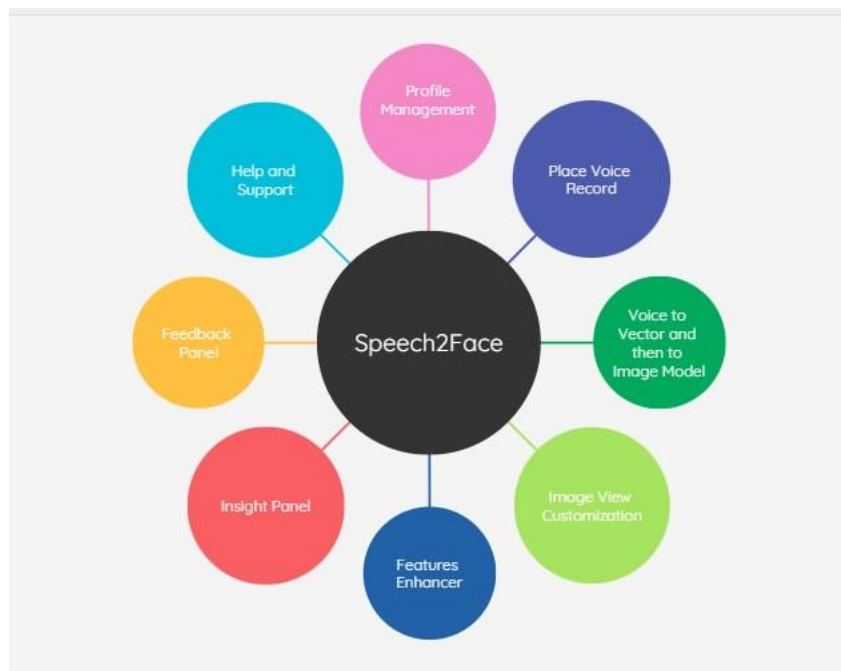 Profile
Management
Place Voice
Record
Voice to
Vector and
then to
Image Model
Image View
Customization
Features
Enhancer
Insight Panel
Feedback
Panel
Help and
Support
Speech2Face